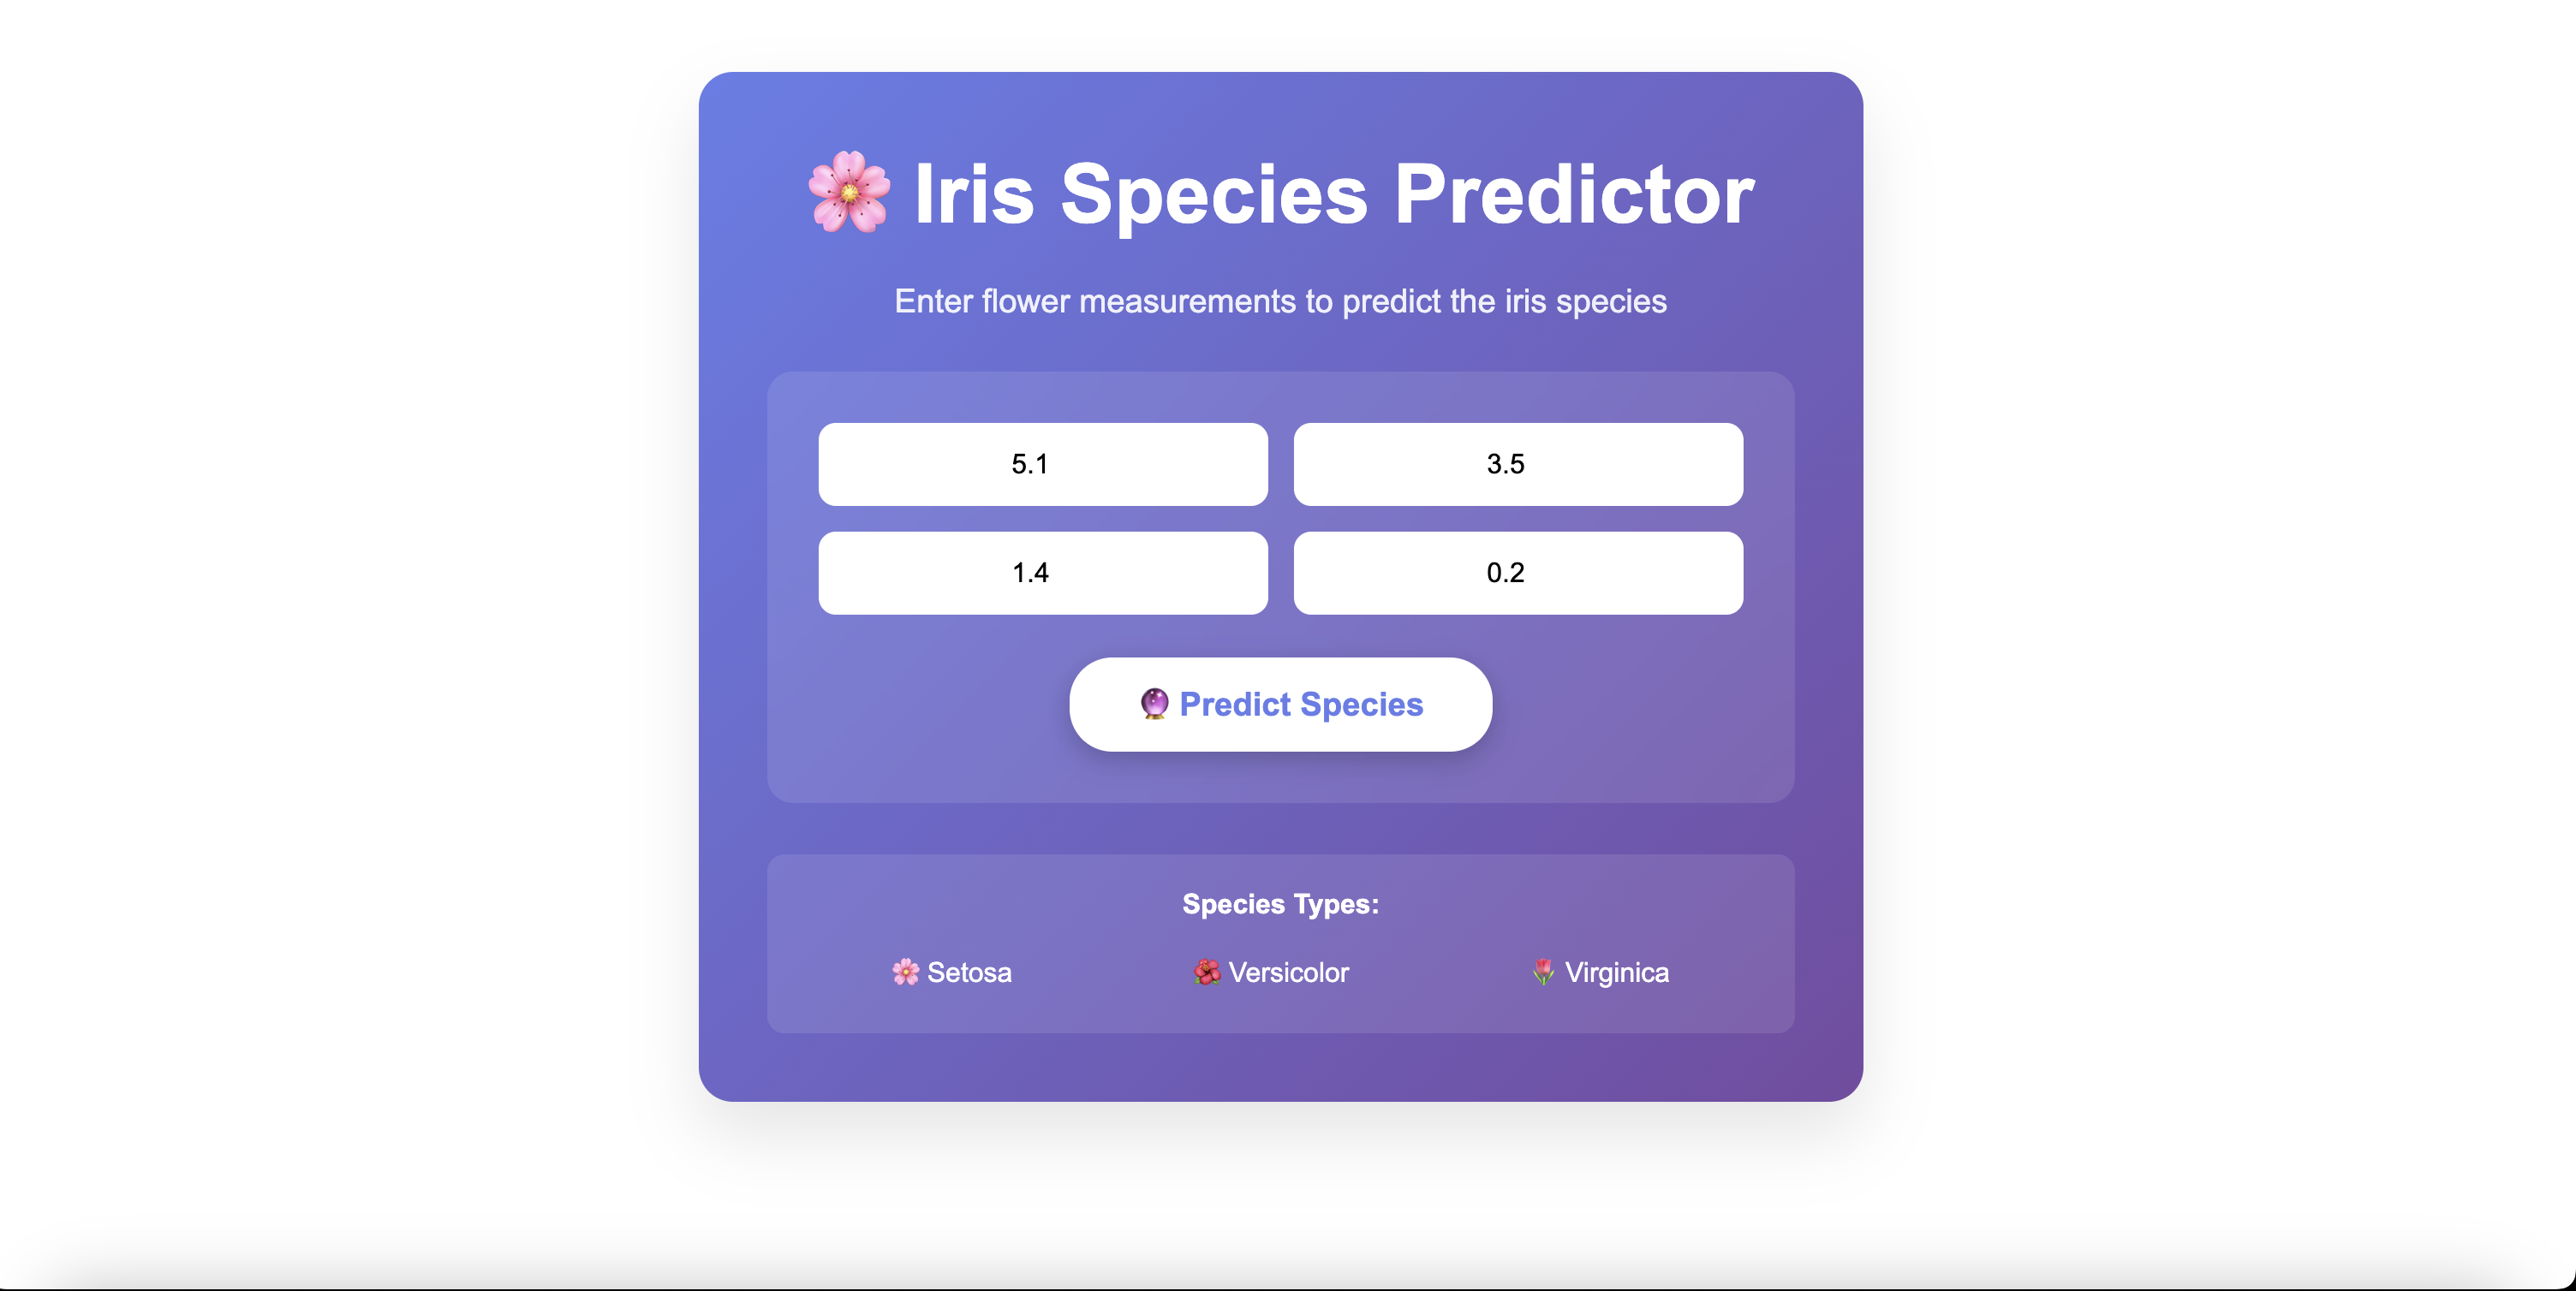 Iris Species Predictor
Enter flower measurements to predict the iris species
5.1 3.5
1.4 0.2
Predict Species
Species Types:
Setosa Versicolor Virginica